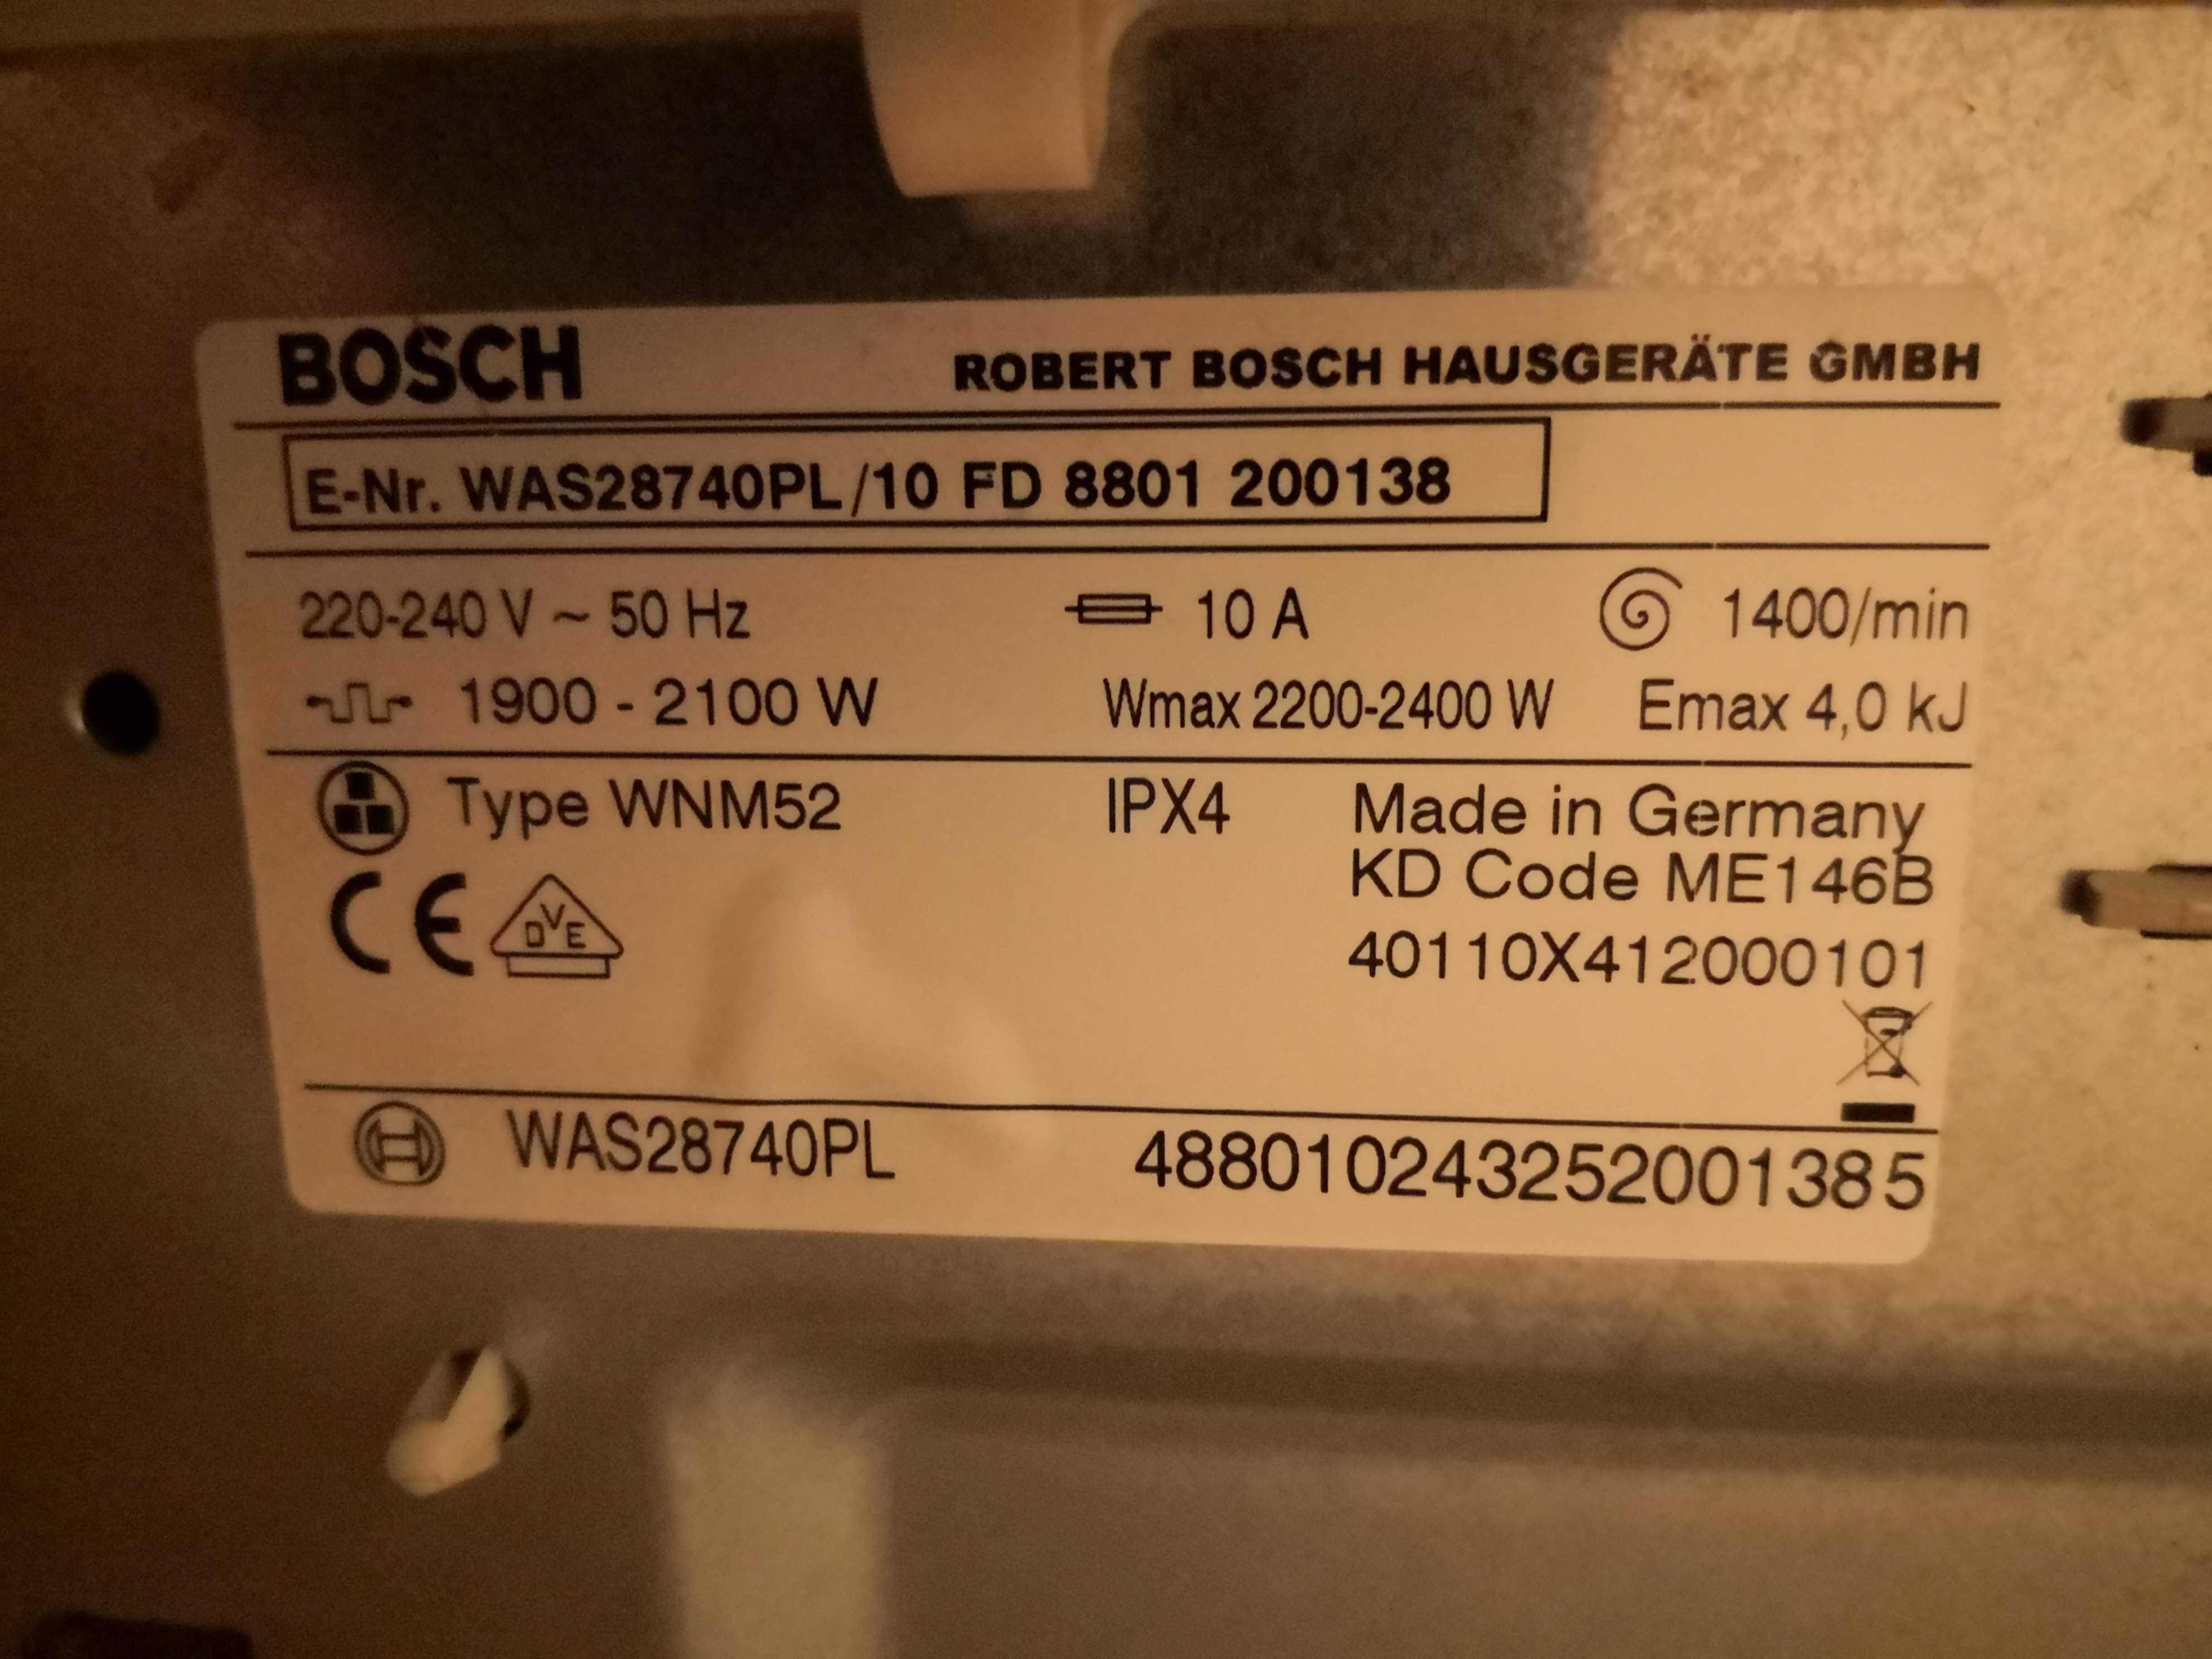 BOSCH ROBERT BOSCH HAUSGERÄTE GMBH
E-Nr. WAS28740PL/10 FD 8801 200138
220-240 V ~ 50 Hz 10 A 1400/min
1900 - 2100 W Wmax 2200-2400 W Emax 4,0 kJ
Type WNM52 IPX4 Made in Germany
KD Code ME146B
CE DVE
40110X412000101
WAS28740PL 488010243252001385